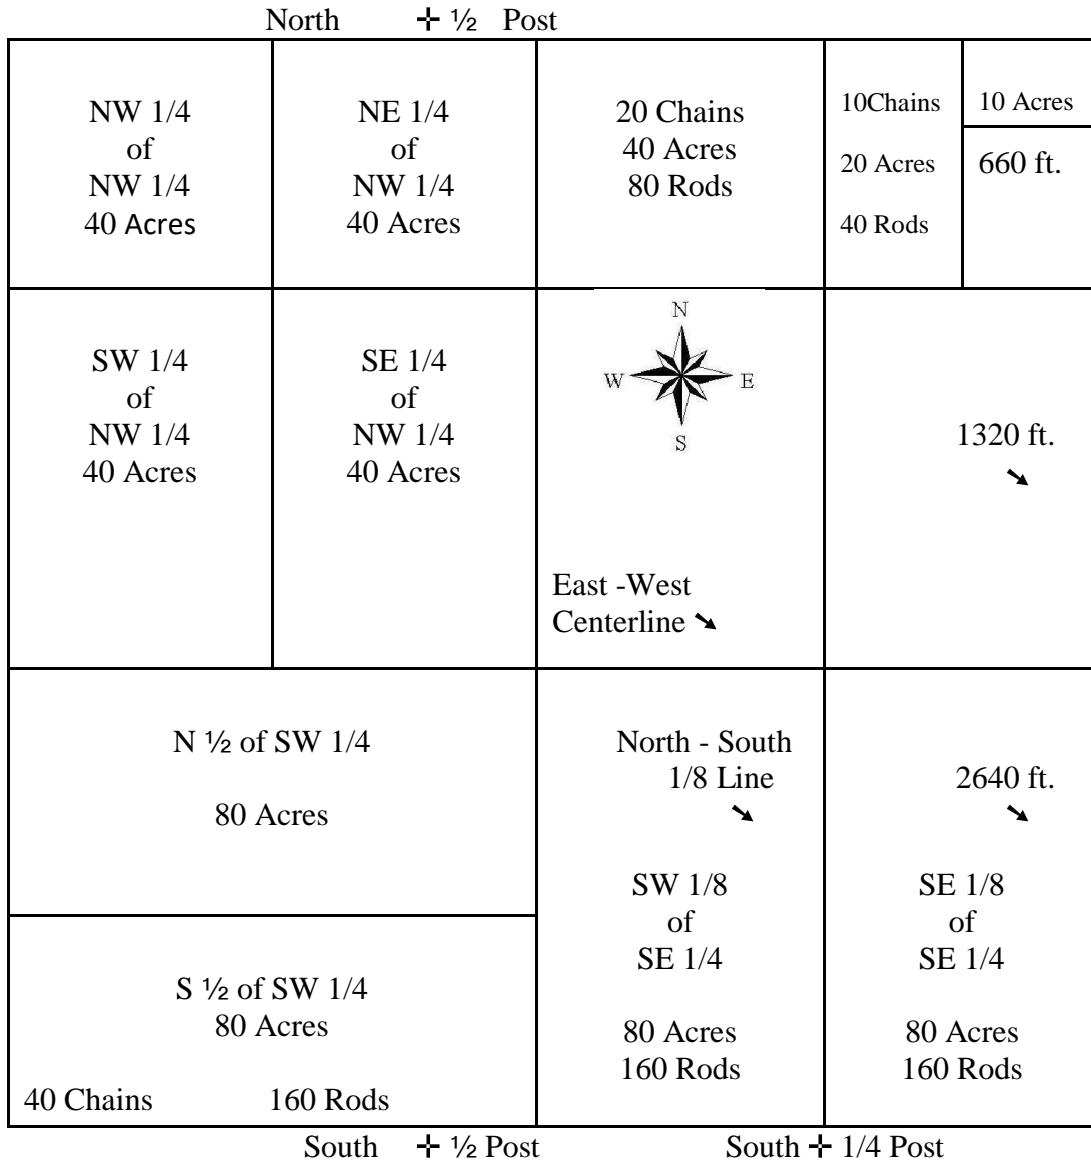 North ✛ ½ Post
NW 1/4
of
NW 1/4
40 Acres
NE 1/4
of
NW 1/4
40 Acres
20 Chains
40 Acres
80 Rods
10Chains
20 Acres
40 Rods
10 Acres
660 ft.
SW 1/4
of
NW 1/4
40 Acres
SE 1/4
of
NW 1/4
40 Acres
N
W E
S
East -West
Centerline ➘
1320 ft.
➘
N ½ of SW 1/4
80 Acres
S ½ of SW 1/4
80 Acres
40 Chains 160 Rods
North - South
1/8 Line
➘
SW 1/8
of
SE 1/4
80 Acres
160 Rods
2640 ft.
➘
SE 1/8
of
SE 1/4
80 Acres
160 Rods
South ✛ ½ Post South ✛ 1/4 Post